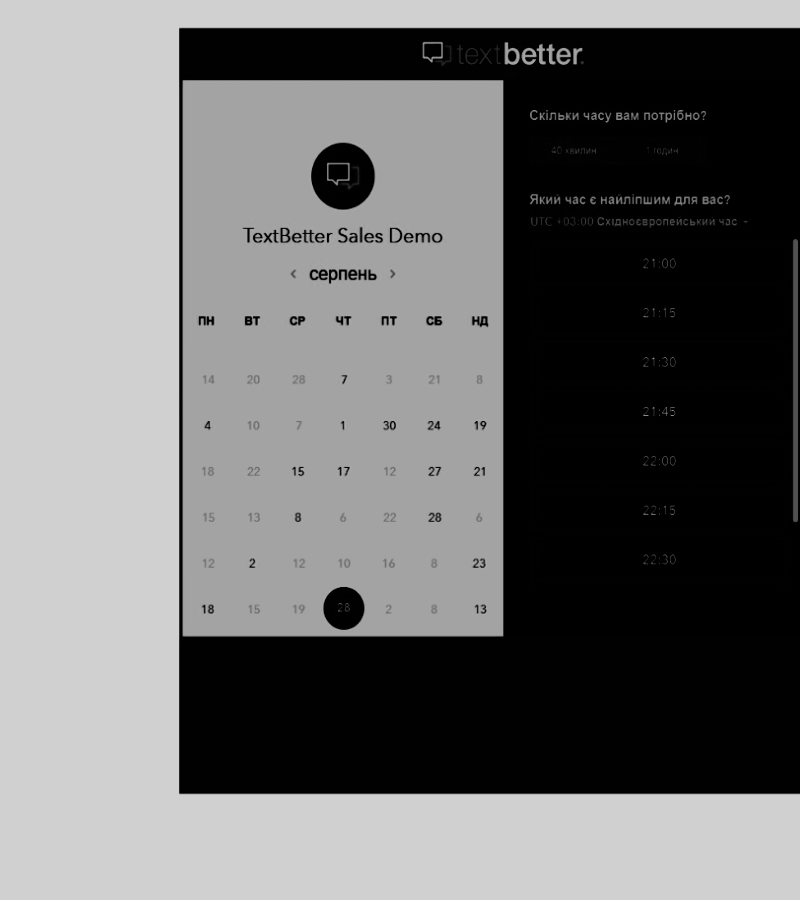 textbetter.
TextBetter Sales Demo
‹ серпень ›
ПН ВТ СР ЧТ ПТ СБ НД
14 20 28 7 3 21 8
4 10 7 1 30 24 19
18 22 15 17 12 27 21
15 13 8 6 22 28 6
12 2 12 10 16 8 23
18 15 19 28 2 8 13
Скільки часу вам потрібно?
40 хвилин 1 годин
Який час є найліпшим для вас?
UTC +03:00 Східноєвропейський час
21:00
21:15
21:30
21:45
22:00
22:15
22:30